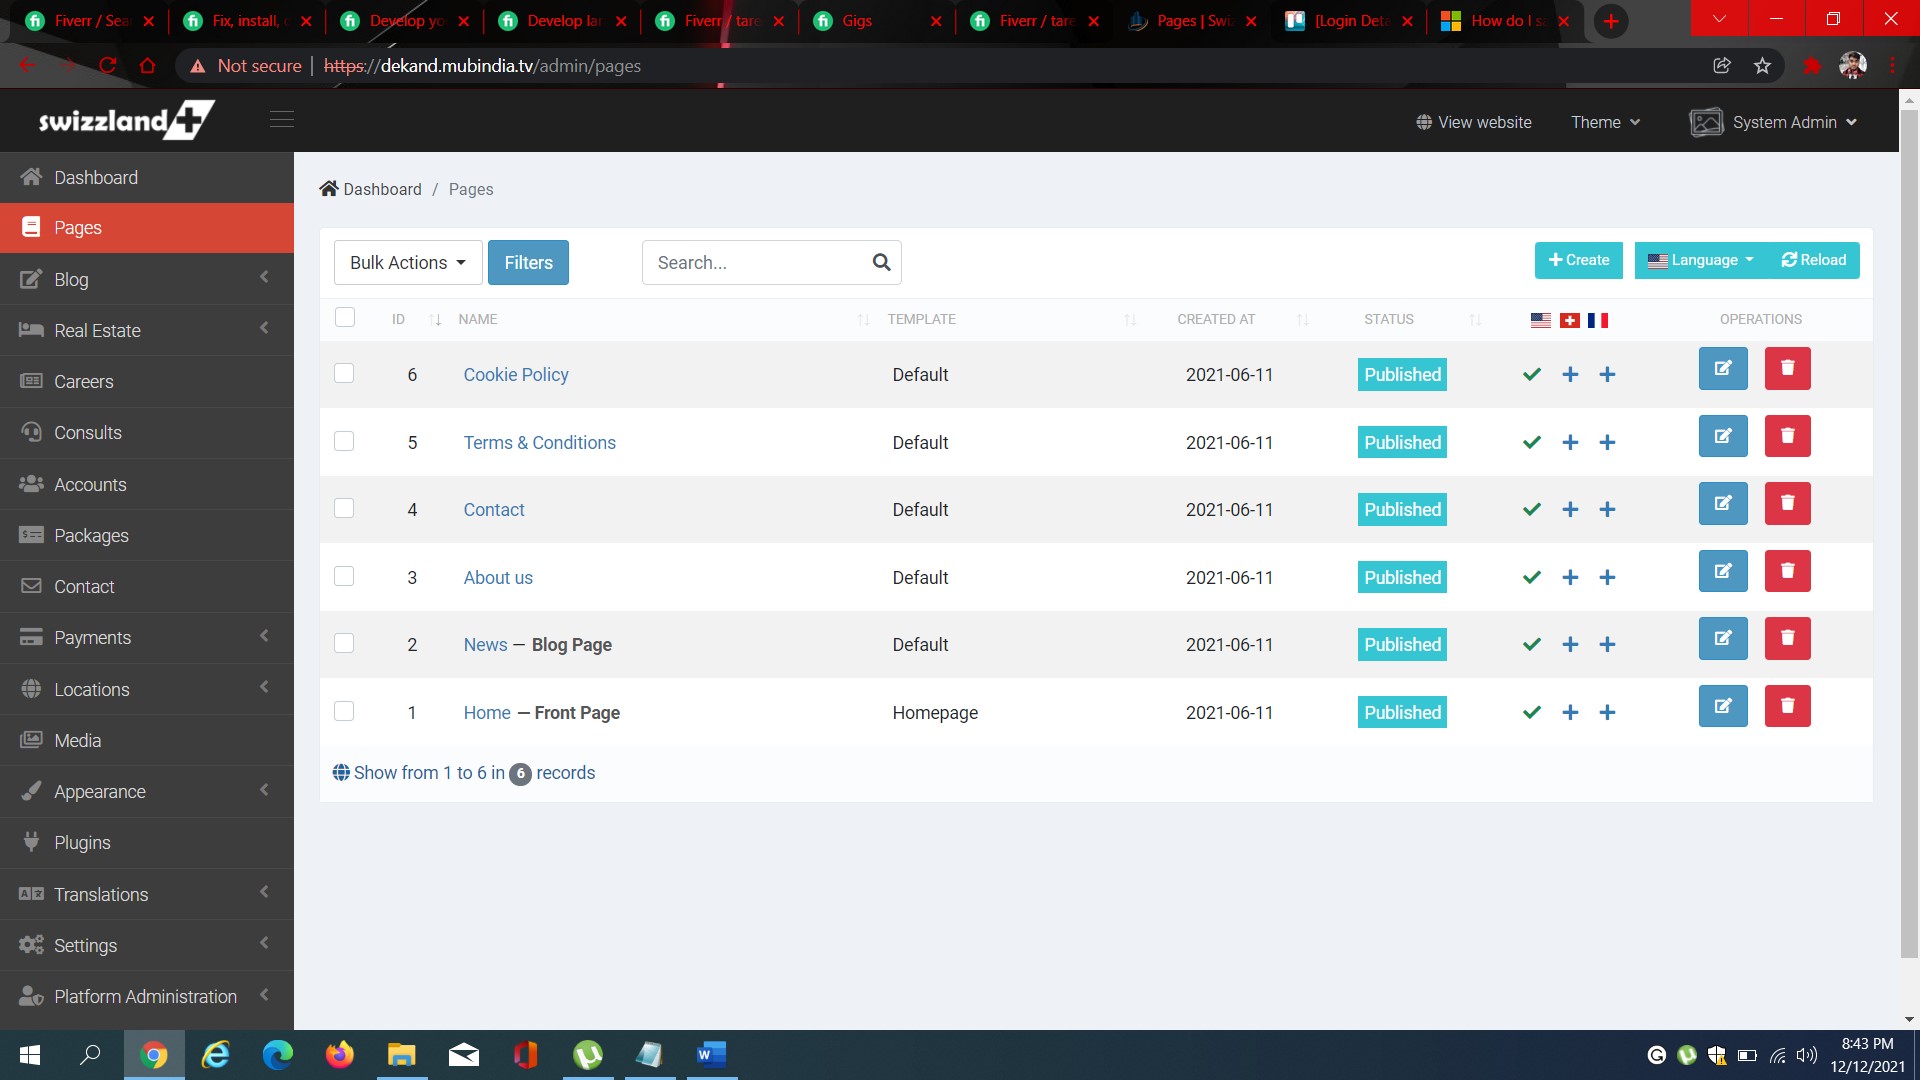 Fiverr / Sea
Fix, install, c
Develop yo
Develop lar
Fiverr / tare
Gigs
Fiverr / tare
Pages | Swiz
[Login Deta
How do I sa
Not secure | https://dekand.mubindia.tv/admin/pages
swizzland
View website
Theme
System Admin
Dashboard
Pages
Blog
Real Estate
Careers
Consults
Accounts
Packages
Contact
Payments
Locations
Media
Appearance
Plugins
Translations
Settings
Platform Administration
Dashboard / Pages
Bulk Actions
Filters
Search...
Create
Language
Reload
ID NAME TEMPLATE CREATED AT STATUS OPERATIONS
6 Cookie Policy Default 2021-06-11 Published
5 Terms & Conditions Default 2021-06-11 Published
4 Contact Default 2021-06-11 Published
3 About us Default 2021-06-11 Published
2 News — Blog Page Default 2021-06-11 Published
1 Home — Front Page Homepage 2021-06-11 Published
Show from 1 to 6 in 6 records
8:43 PM
12/12/2021